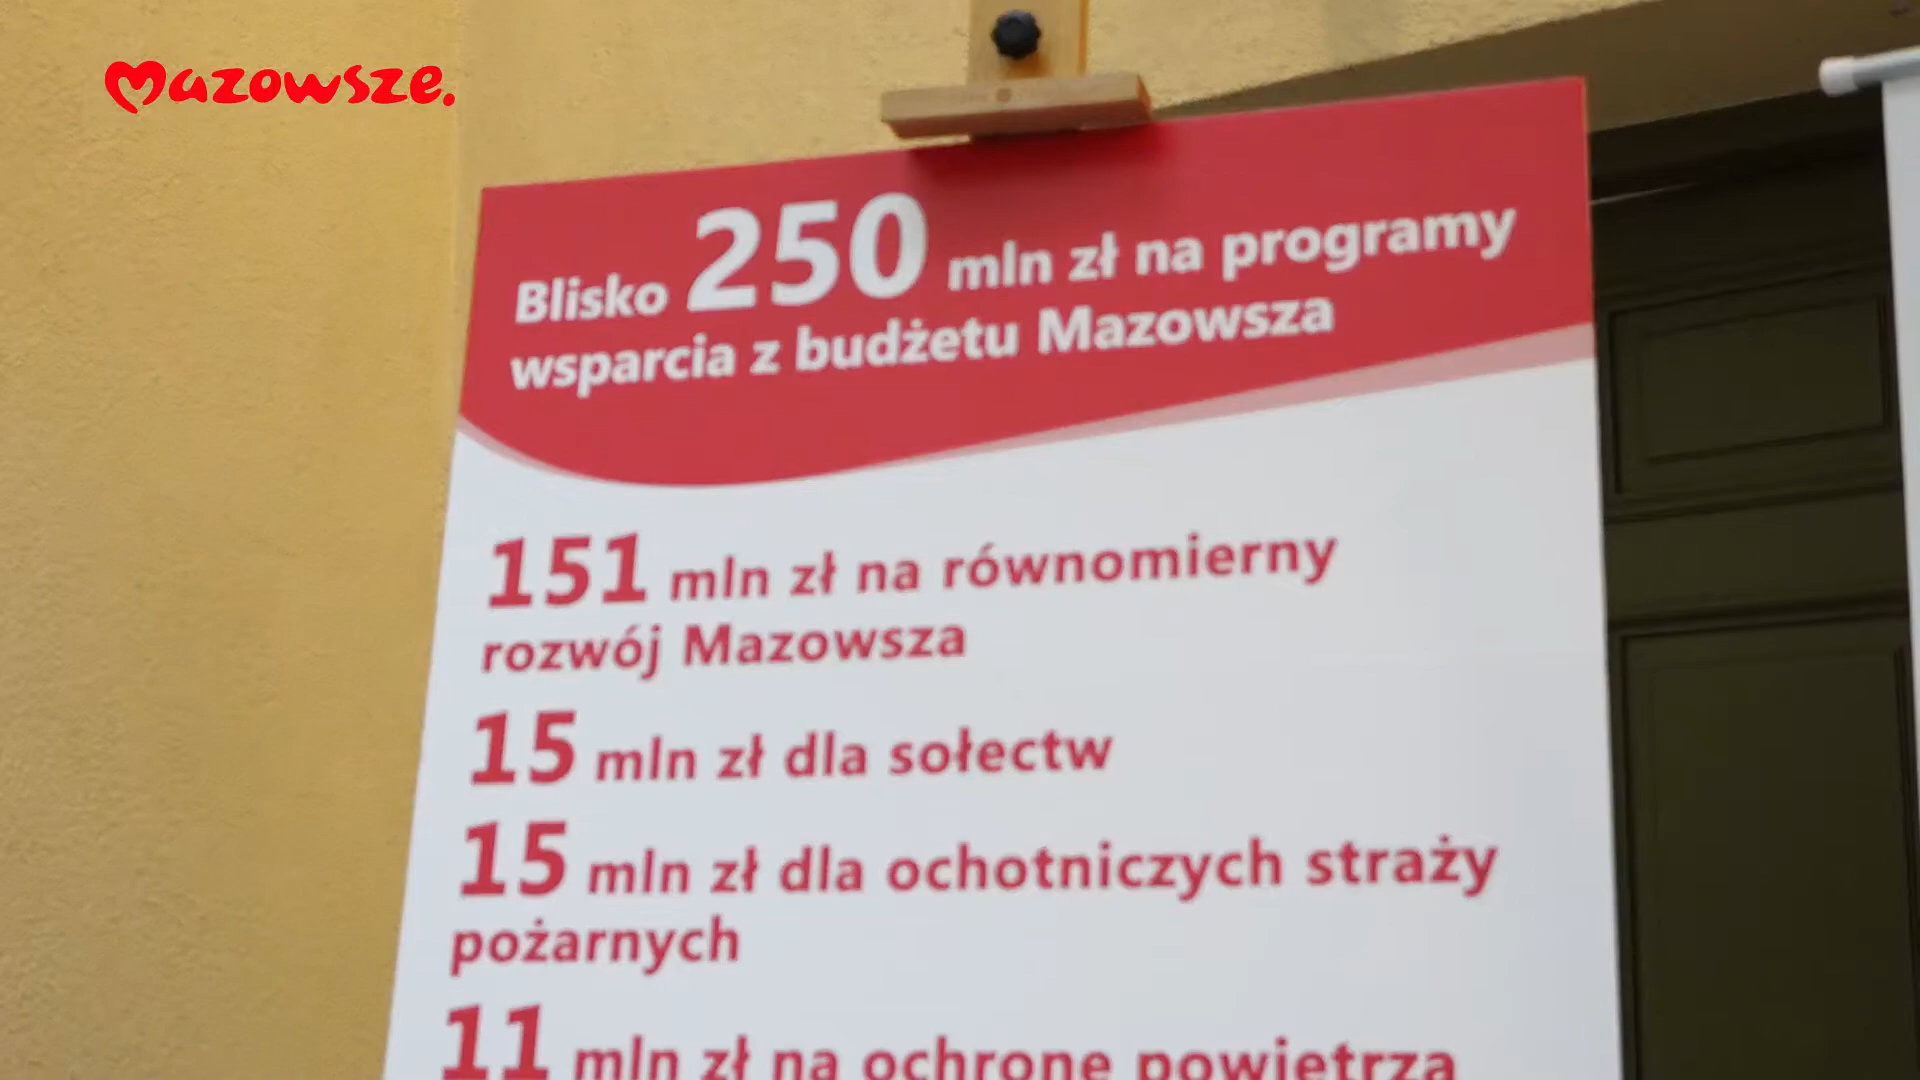 Mazowsze.
Blisko 250 mln zł na programy
wsparcia z budżetu Mazowsza
151 mln zł na równomierny
rozwój Mazowsza
15 mln zł dla sołectw
15 mln zł dla ochotniczych straży
pożarnych
11 mln zł na ochronę powietrza